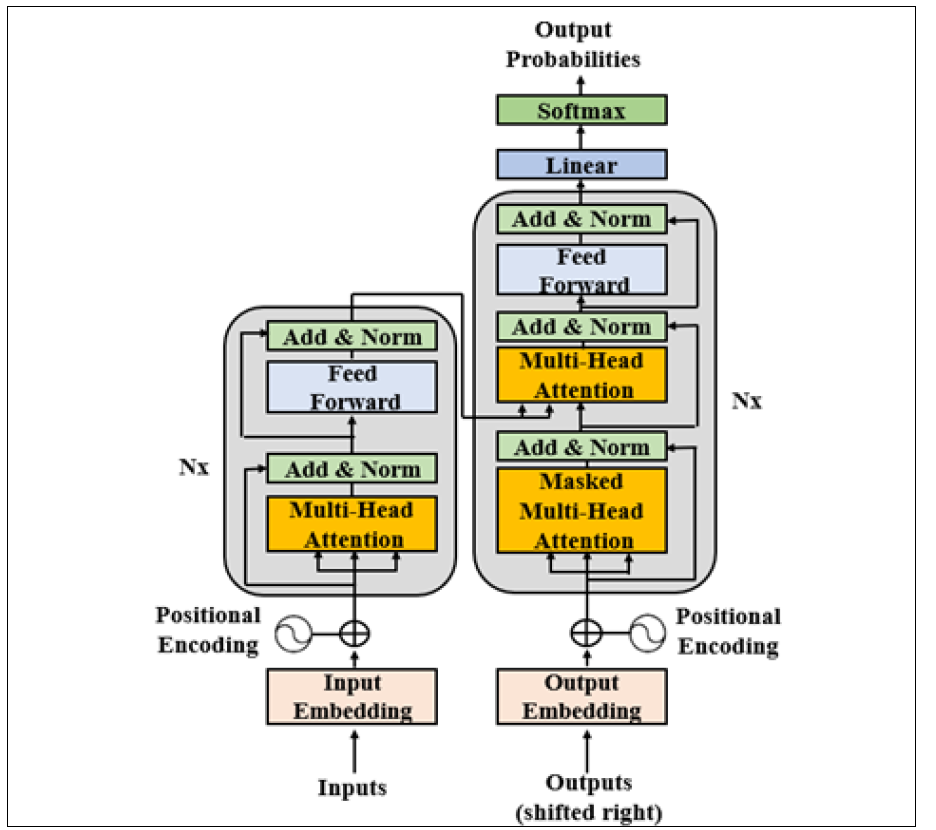 Output
Probabilities
Softmax
Linear
Add & Norm
Feed
Forward
Add & Norm
Multi-Head
Attention
Nx
Add & Norm
Masked
Multi-Head
Attention
Positional
Encoding
Output
Embedding
Outputs
(shifted right)
Add & Norm
Feed
Forward
Nx
Add & Norm
Multi-Head
Attention
Positional
Encoding
Input
Embedding
Inputs